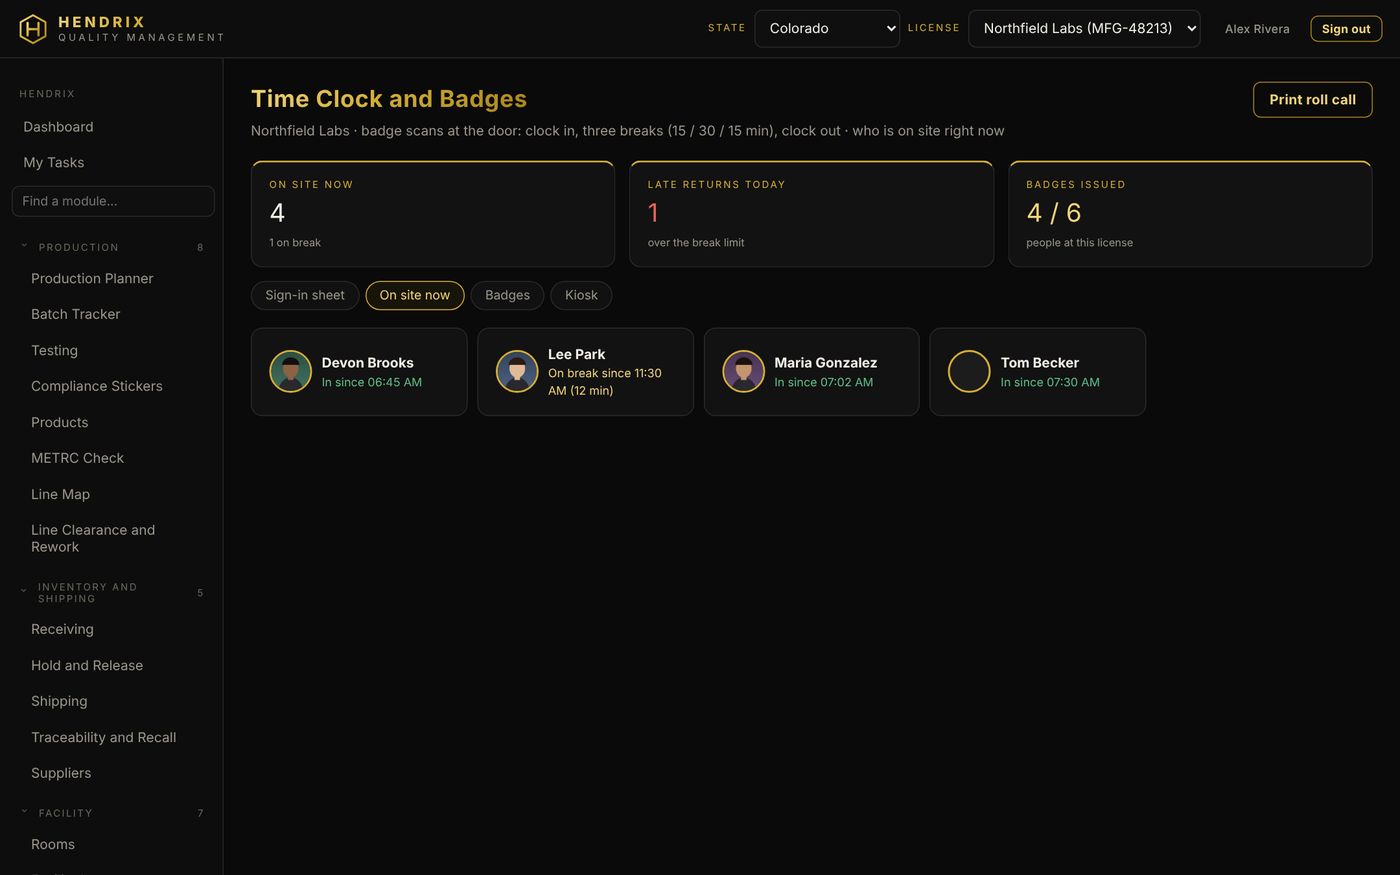 HENDRIX
QUALITY MANAGEMENT
STATE
Colorado
LICENSE
Northfield Labs (MFG-48213)
Alex Rivera
Sign out
HENDRIX
Dashboard
My Tasks
Find a module...
PRODUCTION 8
Production Planner
Batch Tracker
Testing
Compliance Stickers
Products
METRC Check
Line Map
Line Clearance and
Rework
INVENTORY AND
SHIPPING 5
Receiving
Hold and Release
Shipping
Traceability and Recall
Suppliers
FACILITY 7
Rooms
Time Clock and Badges
Northfield Labs · badge scans at the door: clock in, three breaks (15 / 30 / 15 min), clock out · who is on site right now
Print roll call
ON SITE NOW
4
1 on break
LATE RETURNS TODAY
1
over the break limit
BADGES ISSUED
4 / 6
people at this license
Sign-in sheet
On site now
Badges
Kiosk
Devon Brooks
In since 06:45 AM
Lee Park
On break since 11:30
AM (12 min)
Maria Gonzalez
In since 07:02 AM
Tom Becker
In since 07:30 AM